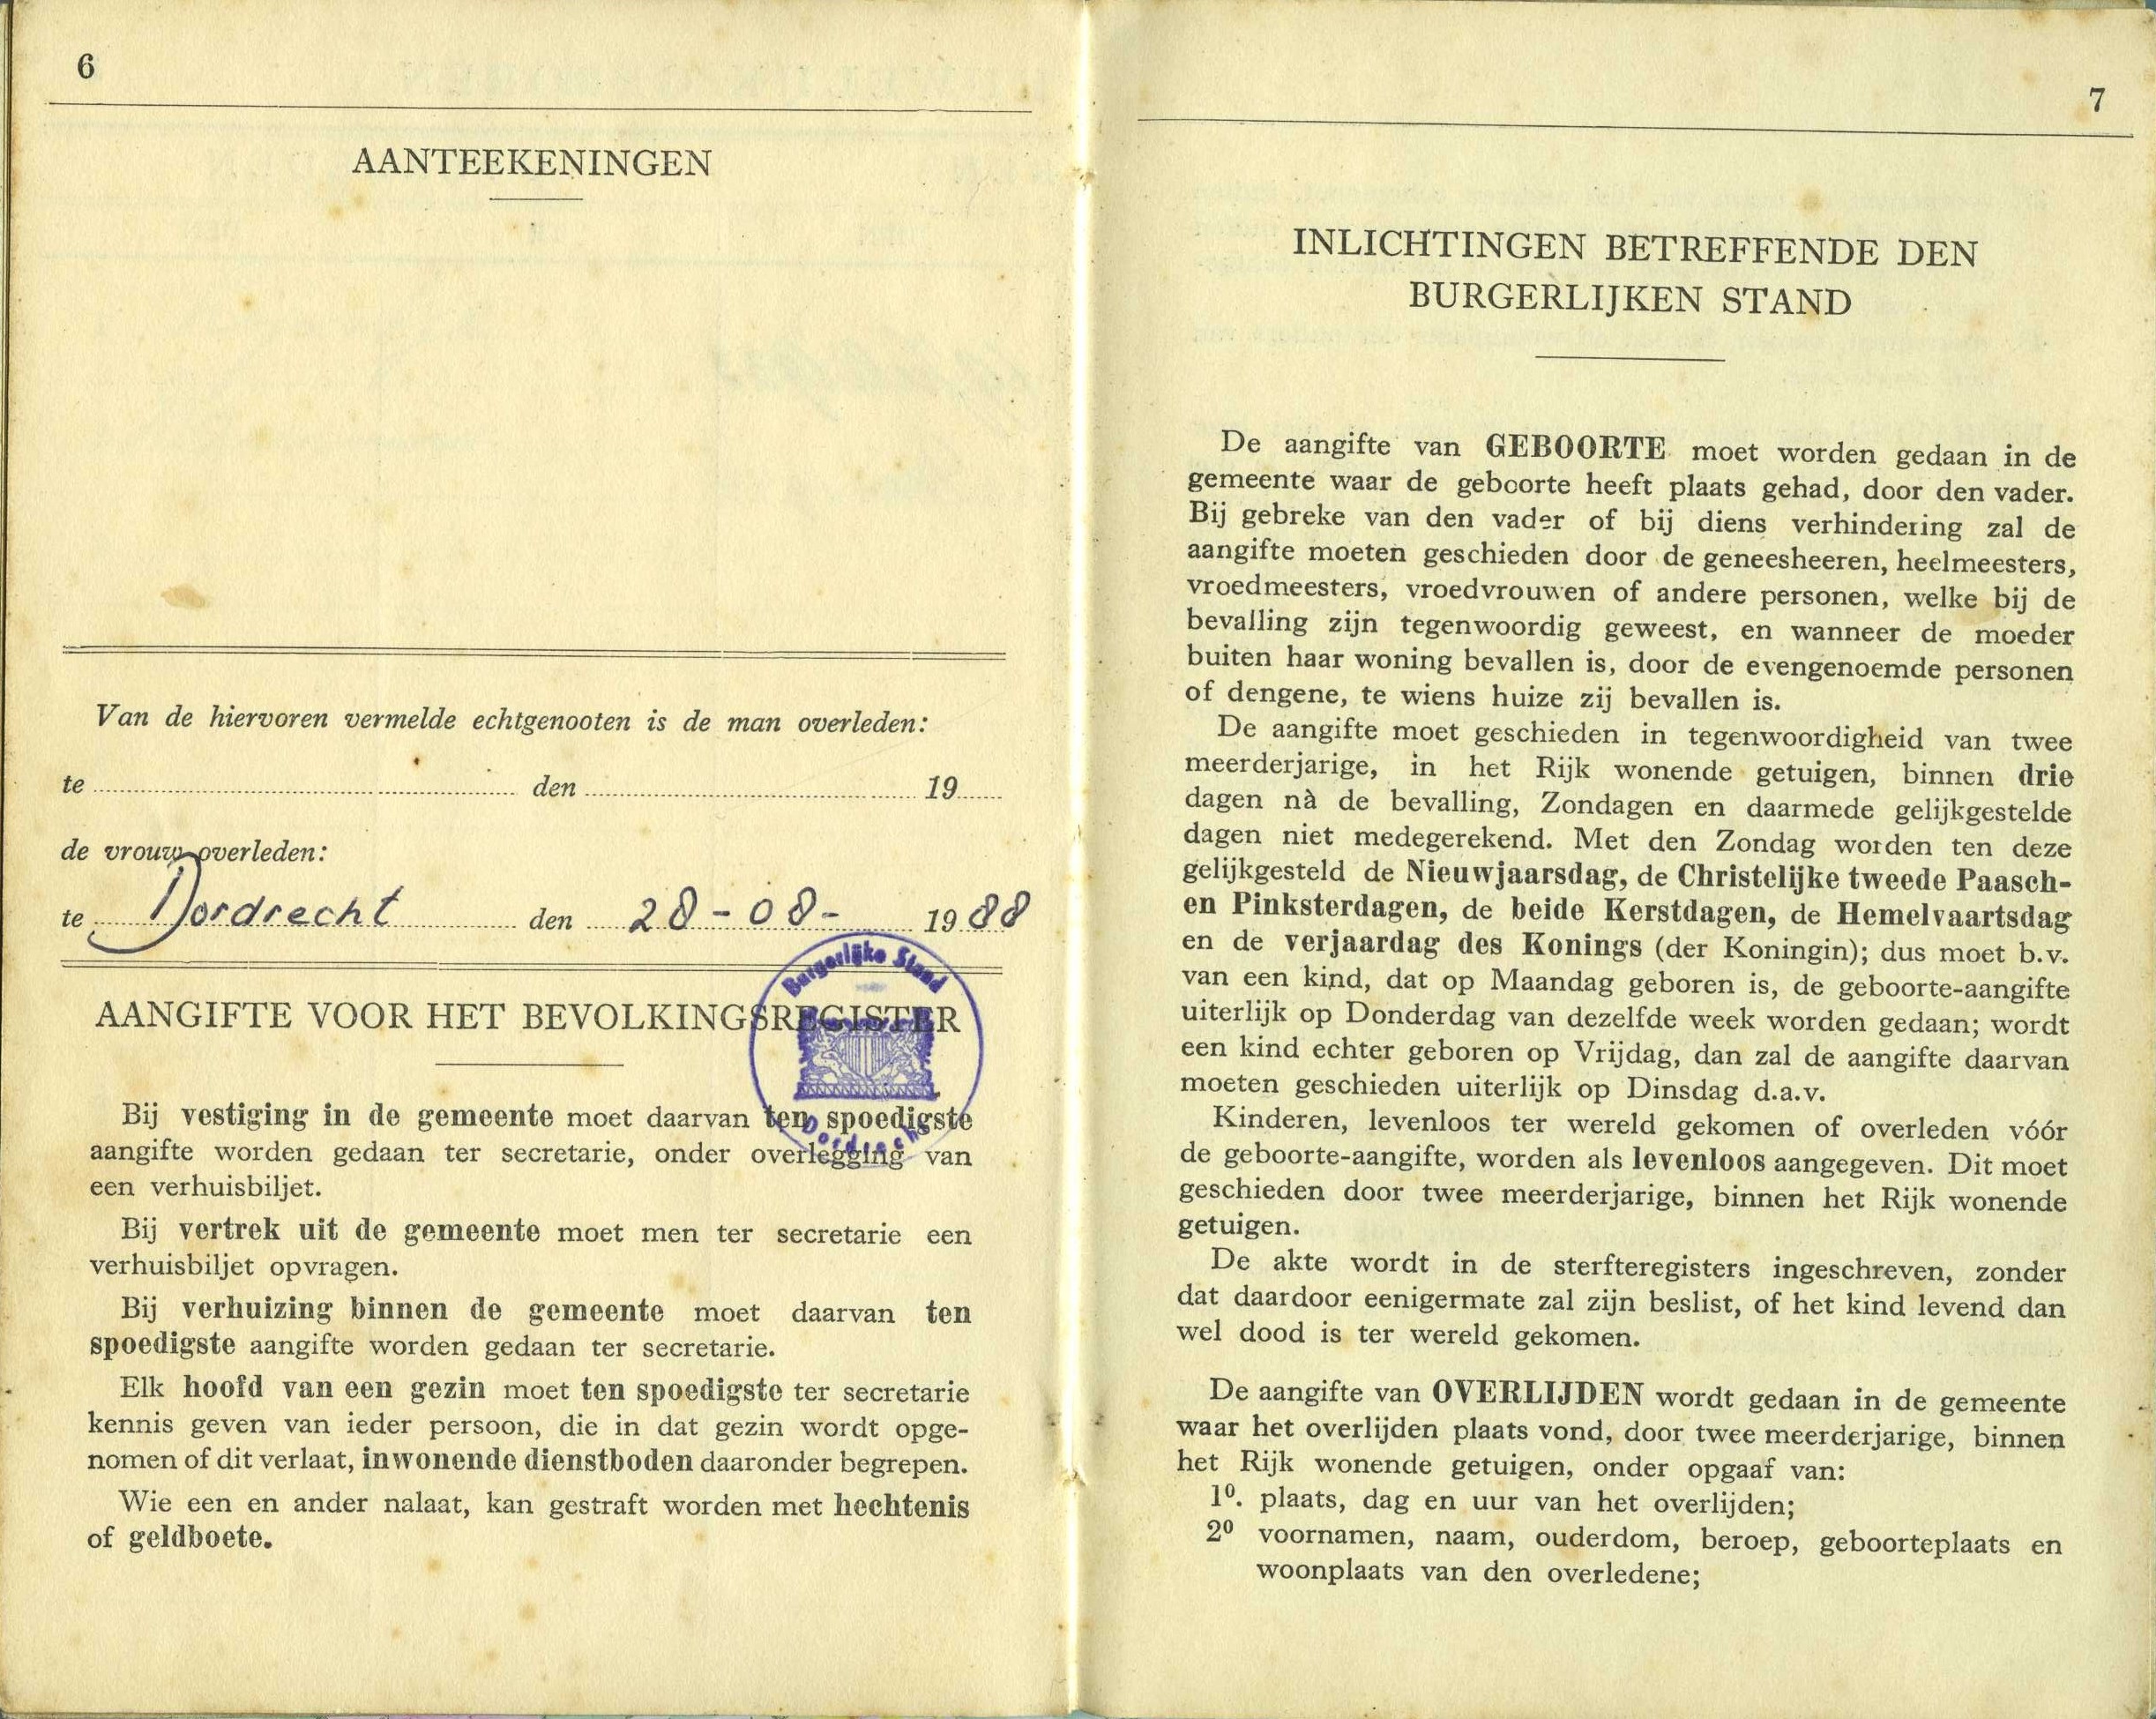 6
AANTEEKENINGEN
Van de hiervoren vermelde echtgenooten is de man overleden:
te den 19
de vrouw overleden:
te Dordrecht den 28-08- 1988
Burgerlijke Stand
Dordrecht
AANGIFTE VOOR HET BEVOLKINGSREGISTER
Bij vestiging in de gemeente moet daarvan ten spoedigste
aangifte worden gedaan ter secretarie, onder overlegging van
een verhuisbiljet.
Bij vertrek uit de gemeente moet men ter secretarie een
verhuisbiljet opvragen.
Bij verhuizing binnen de gemeente moet daarvan ten
spoedigste aangifte worden gedaan ter secretarie.
Elk hoofd van een gezin moet ten spoedigste ter secretarie
kennis geven van ieder persoon, die in dat gezin wordt opge-
nomen of dit verlaat, inwonende dienstboden daaronder begrepen.
Wie een en ander nalaat, kan gestraft worden met hechtenis
of geldboete.
7
INLICHTINGEN BETREFFENDE DEN
BURGERLIJKEN STAND
De aangifte van GEBOORTE moet worden gedaan in de
gemeente waar de geboorte heeft plaats gehad, door den vader.
Bij gebreke van den vader of bij diens verhindering zal de
aangifte moeten geschieden door de geneesheeren, heelmeesters,
vroedmeesters, vroedvrouwen of andere personen, welke bij de
bevalling zijn tegenwoordig geweest, en wanneer de moeder
buiten haar woning bevallen is, door de evengenoemde personen
of dengene, te wiens huize zij bevallen is.
De aangifte moet geschieden in tegenwoordigheid van twee
meerderjarige, in het Rijk wonende getuigen, binnen drie
dagen nà de bevalling, Zondagen en daarmede gelijkgestelde
dagen niet medegerekend. Met den Zondag worden ten deze
gelijkgesteld de Nieuwjaarsdag, de Christelijke tweede Paasch-
en Pinksterdagen, de beide Kerstdagen, de Hemelvaartsdag
en de verjaardag des Konings (der Koningin); dus moet b.v.
van een kind, dat op Maandag geboren is, de geboorte-aangifte
uiterlijk op Donderdag van dezelfde week worden gedaan; wordt
een kind echter geboren op Vrijdag, dan zal de aangifte daarvan
moeten geschieden uiterlijk op Dinsdag d.a.v.
Kinderen, levenloos ter wereld gekomen of overleden vóór
de geboorte-aangifte, worden als levenloos aangegeven. Dit moet
geschieden door twee meerderjarige, binnen het Rijk wonende
getuigen.
De akte wordt in de sterfteregisters ingeschreven, zonder
dat daardoor eenigermate zal zijn beslist, of het kind levend dan
wel dood is ter wereld gekomen.
De aangifte van OVERLIJDEN wordt gedaan in de gemeente
waar het overlijden plaats vond, door twee meerderjarige, binnen
het Rijk wonende getuigen, onder opgaaf van:
1⁰. plaats, dag en uur van het overlijden;
2⁰ voornamen, naam, ouderdom, beroep, geboorteplaats en
woonplaats van den overledene;